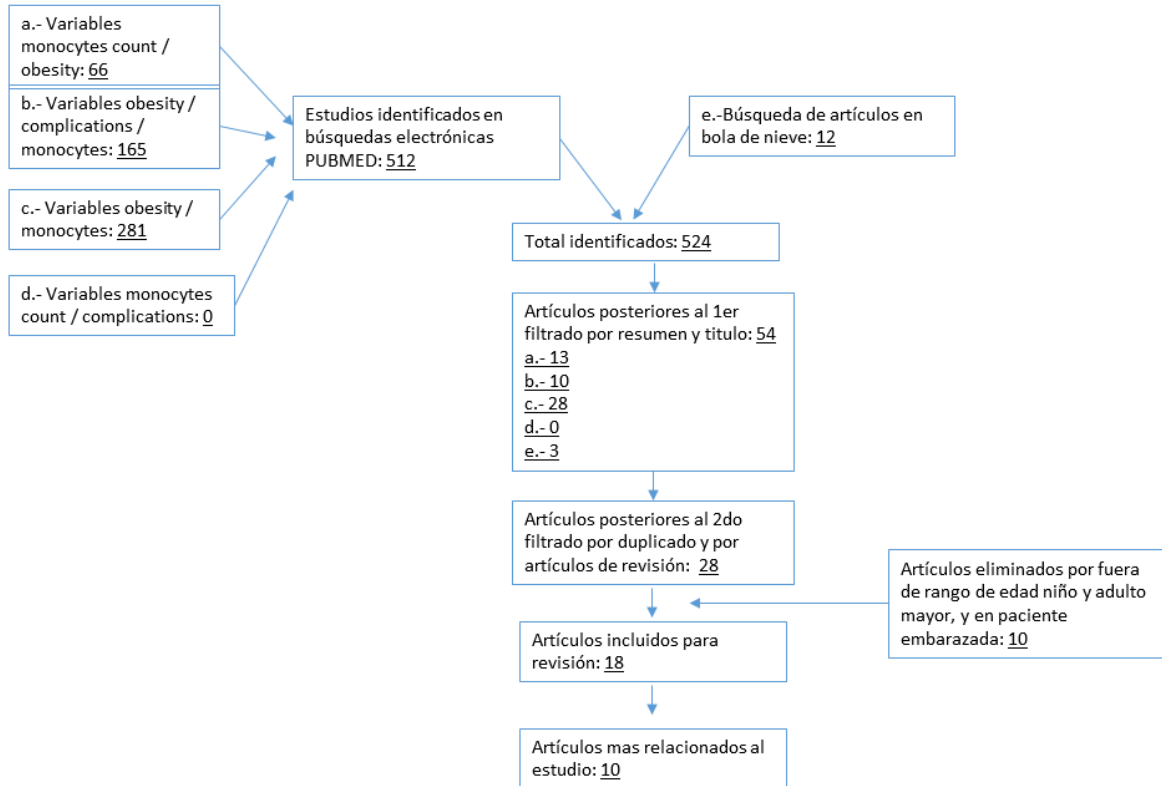 a.- Variables
monocytes count /
obesity: 66
b.- Variables obesity /
complications /
monocytes: 165
c.- Variables obesity /
monocytes: 281
d.- Variables monocytes
count / complications: 0
Estudios identificados en
búsquedas electrónicas
PUBMED: 512
e.-Búsqueda de artículos en
bola de nieve: 12
Total identificados: 524
Artículos posteriores al 1er
filtrado por resumen y titulo: 54
a.- 13
b.- 10
c.- 28
d.- 0
e.- 3
Artículos posteriores al 2do
filtrado por duplicado y por
artículos de revisión: 28
Artículos eliminados por fuera
de rango de edad niño y adulto
mayor, y en paciente
embarazada: 10
Artículos incluidos para
revisión: 18
Artículos mas relacionados al
estudio: 10